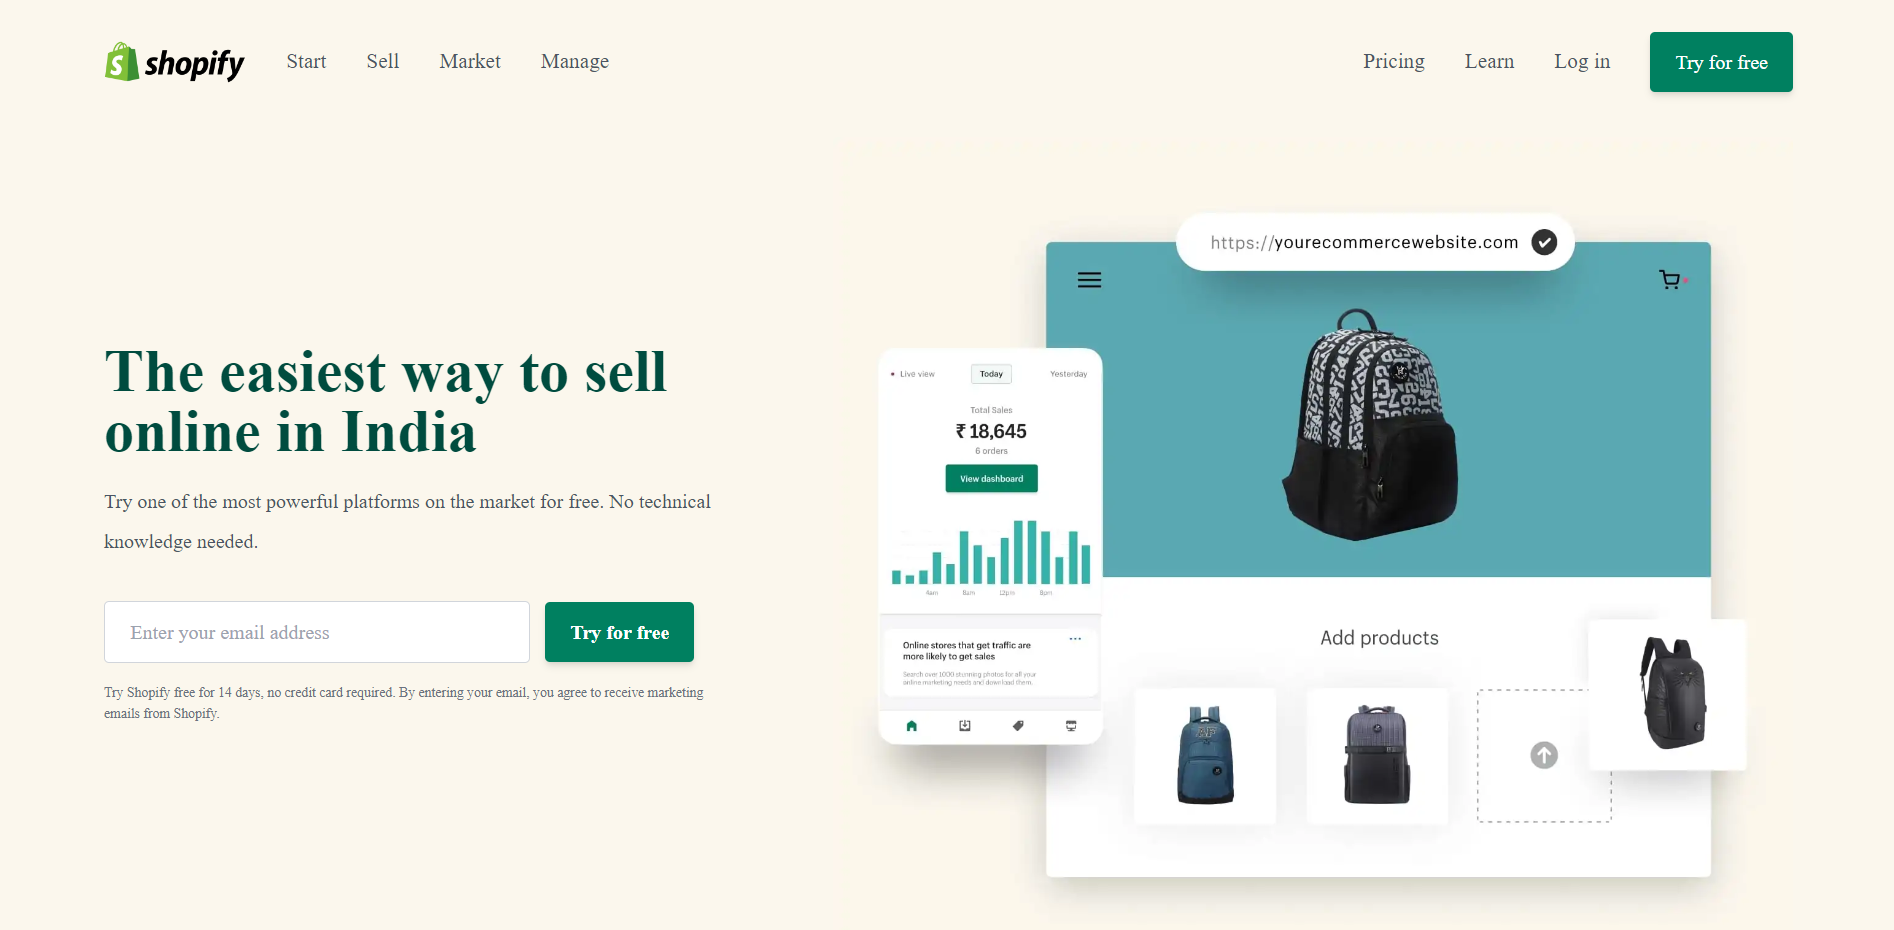 shopify
Start
Sell
Market
Manage
Pricing
Learn
Log in
Try for free
The easiest way to sell
online in India
Try one of the most powerful platforms on the market for free. No technical
knowledge needed.
Enter your email address
Try for free
Try Shopify free for 14 days, no credit card required. By entering your email, you agree to receive marketing
emails from Shopify.
https://yourecommercewebsite.com
Live view
Today
Yesterday
Total Sales
₹ 18,645
6 orders
View dashboard
4am
8am
12pm
8pm
Online stores that get traffic are
more likely to get sales
Search over 1000 stunning photos for all your
online marketing needs and download them.
Add products